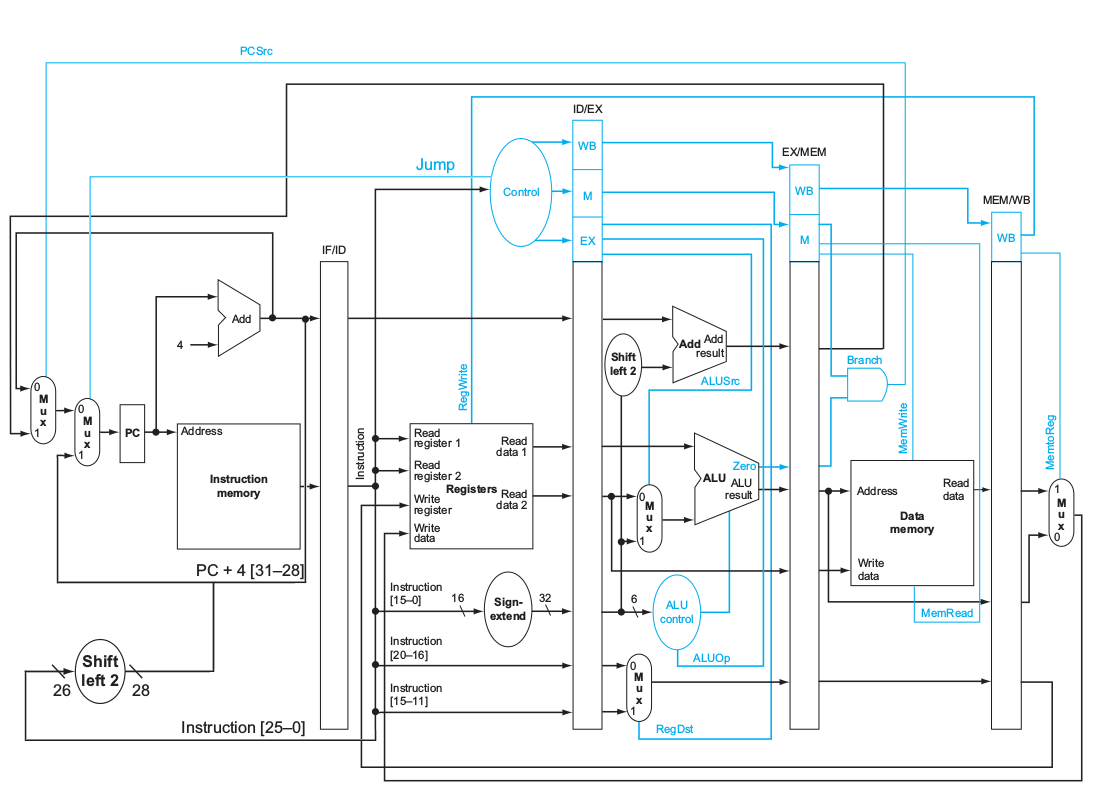 PCSrc
ID/EX
WB
EX/MEM
Jump
Control
M
WB
MEM/WB
EX
M
WB
IF/ID
Add
4
Add
Add
result
Shift
left 2
Branch
ALUSrc
RegWrite
0
M
u
x
1
0
M
u
x
1
PC
Address
Instruction
memory
Instruction
Read
register 1
Read
register 2
Write
register
Write
data
Registers
Read
data 1
Read
data 2
Zero
ALU
ALU
result
0
M
u
x
1
MemWrite
MemtoReg
Address
Read
data
Data
memory
Write
data
1
M
u
x
0
PC + 4 [31–28]
Instruction
[15–0]
16
Sign-
extend
32
6
ALU
control
MemRead
Instruction
[20–16]
ALUOp
0
M
u
x
1
Shift
left 2
26
28
Instruction
[15–11]
Instruction [25–0]
RegDst